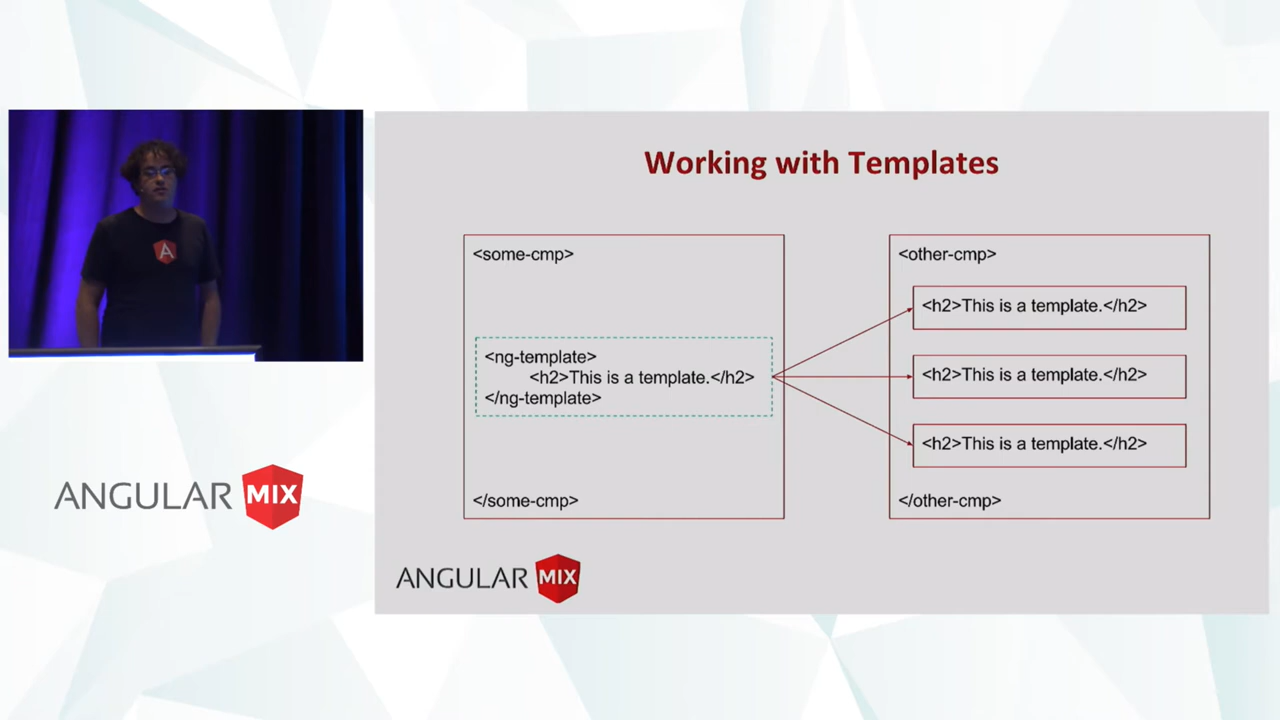 Working with Templates
<some-cmp>
<ng-template>
<h2>This is a template.</h2>
</ng-template>
</some-cmp>
<other-cmp>
<h2>This is a template.</h2>
<h2>This is a template.</h2>
<h2>This is a template.</h2>
</other-cmp>
ANGULAR MIX
ANGULAR MIX
A